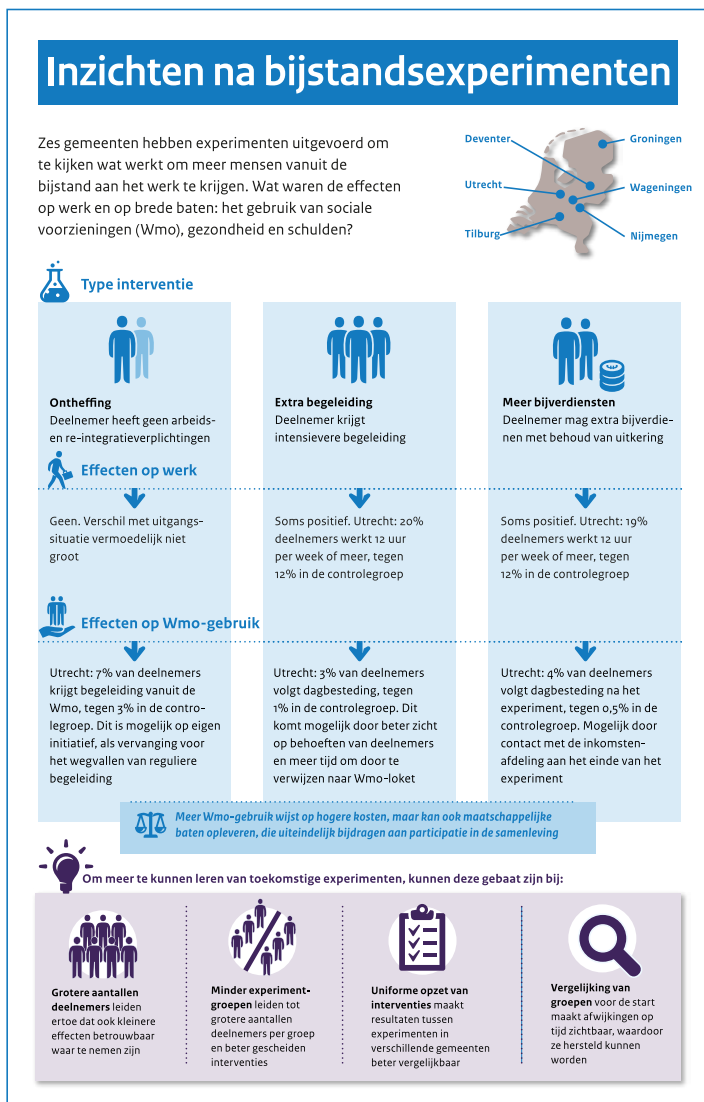 Inzichten na bijstandsexperimenten
Zes gemeenten hebben experimenten uitgevoerd om
te kijken wat werkt om meer mensen vanuit de
bijstand aan het werk te krijgen. Wat waren de effecten
op werk en op brede baten: het gebruik van sociale
voorzieningen (Wmo), gezondheid en schulden?
Deventer
Groningen
Utrecht
Wageningen
Tilburg
Nijmegen
Type interventie
Ontheffing
Deelnemer heeft geen arbeids-
en re-integratieverplichtingen
Extra begeleiding
Deelnemer krijgt
intensievere begeleiding
Meer bijverdiensten
Deelnemer mag extra bijverdie-
nen met behoud van uitkering
Effecten op werk
Geen. Verschil met uitgangs-
situatie vermoedelijk niet
groot
Soms positief. Utrecht: 20%
deelnemers werkt 12 uur
per week of meer, tegen
12% in de controlegroep
Soms positief. Utrecht: 19%
deelnemers werkt 12 uur
per week of meer, tegen
12% in de controlegroep
Effecten op Wmo-gebruik
Utrecht: 7% van deelnemers
krijgt begeleiding vanuit de
Wmo, tegen 3% in de contro-
legroep. Dit is mogelijk op eigen
initiatief, als vervanging voor
het wegvallen van reguliere
begeleiding
Utrecht: 3% van deelnemers
volgt dagbesteding, tegen
1% in de controlegroep. Dit
komt mogelijk door beter zicht
op behoeften van deelnemers
en meer tijd om door te
verwijzen naar Wmo-loket
Utrecht: 4% van deelnemers
volgt dagbesteding na het
experiment, tegen 0,5% in de
controlegroep. Mogelijk door
contact met de inkomsten-
afdeling aan het einde van het
experiment
Meer Wmo-gebruik wijst op hogere kosten, maar kan ook maatschappelijke
baten opleveren, die uiteindelijk bijdragen aan participatie in de samenleving
Om meer te kunnen leren van toekomstige experimenten, kunnen deze gebaat zijn bij:
Grotere aantallen
deelnemers leiden
ertoe dat ook kleinere
effecten betrouwbaar
waar te nemen zijn
Minder experiment-
groepen leiden tot
grotere aantallen
deelnemers per groep
en beter gescheiden
interventies
Uniforme opzet van
interventies maakt
resultaten tussen
experimenten in
verschillende gemeenten
beter vergelijkbaar
Vergelijking van
groepen voor de start
maakt afwijkingen op
tijd zichtbaar, waardoor
ze hersteld kunnen
worden